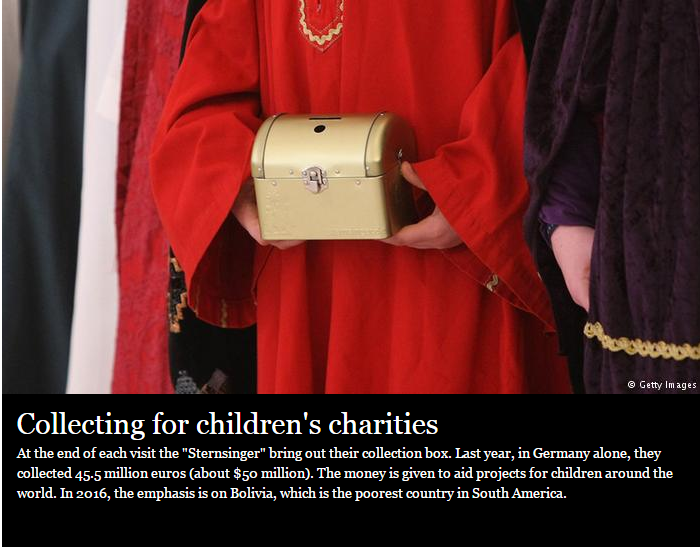 © Getty Images
Collecting for children's charities
At the end of each visit the "Sternsinger" bring out their collection box. Last year, in Germany alone, they
collected 45.5 million euros (about $50 million). The money is given to aid projects for children around the
world. In 2016, the emphasis is on Bolivia, which is the poorest country in South America.